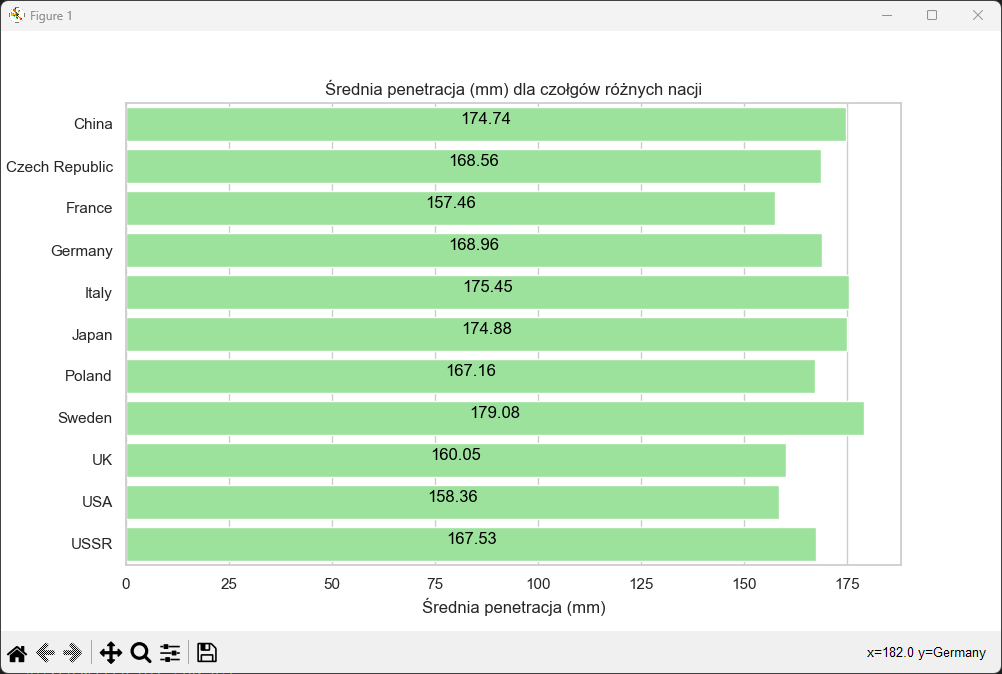 Figure 1
Średnia penetracja (mm) dla czołgów różnych nacji
China 174.74
Czech Republic 168.56
France 157.46
Germany 168.96
Italy 175.45
Japan 174.88
Poland 167.16
Sweden 179.08
UK 160.05
USA 158.36
USSR 167.53
0 25 50 75 100 125 150 175
Średnia penetracja (mm)
x=182.0 y=Germany